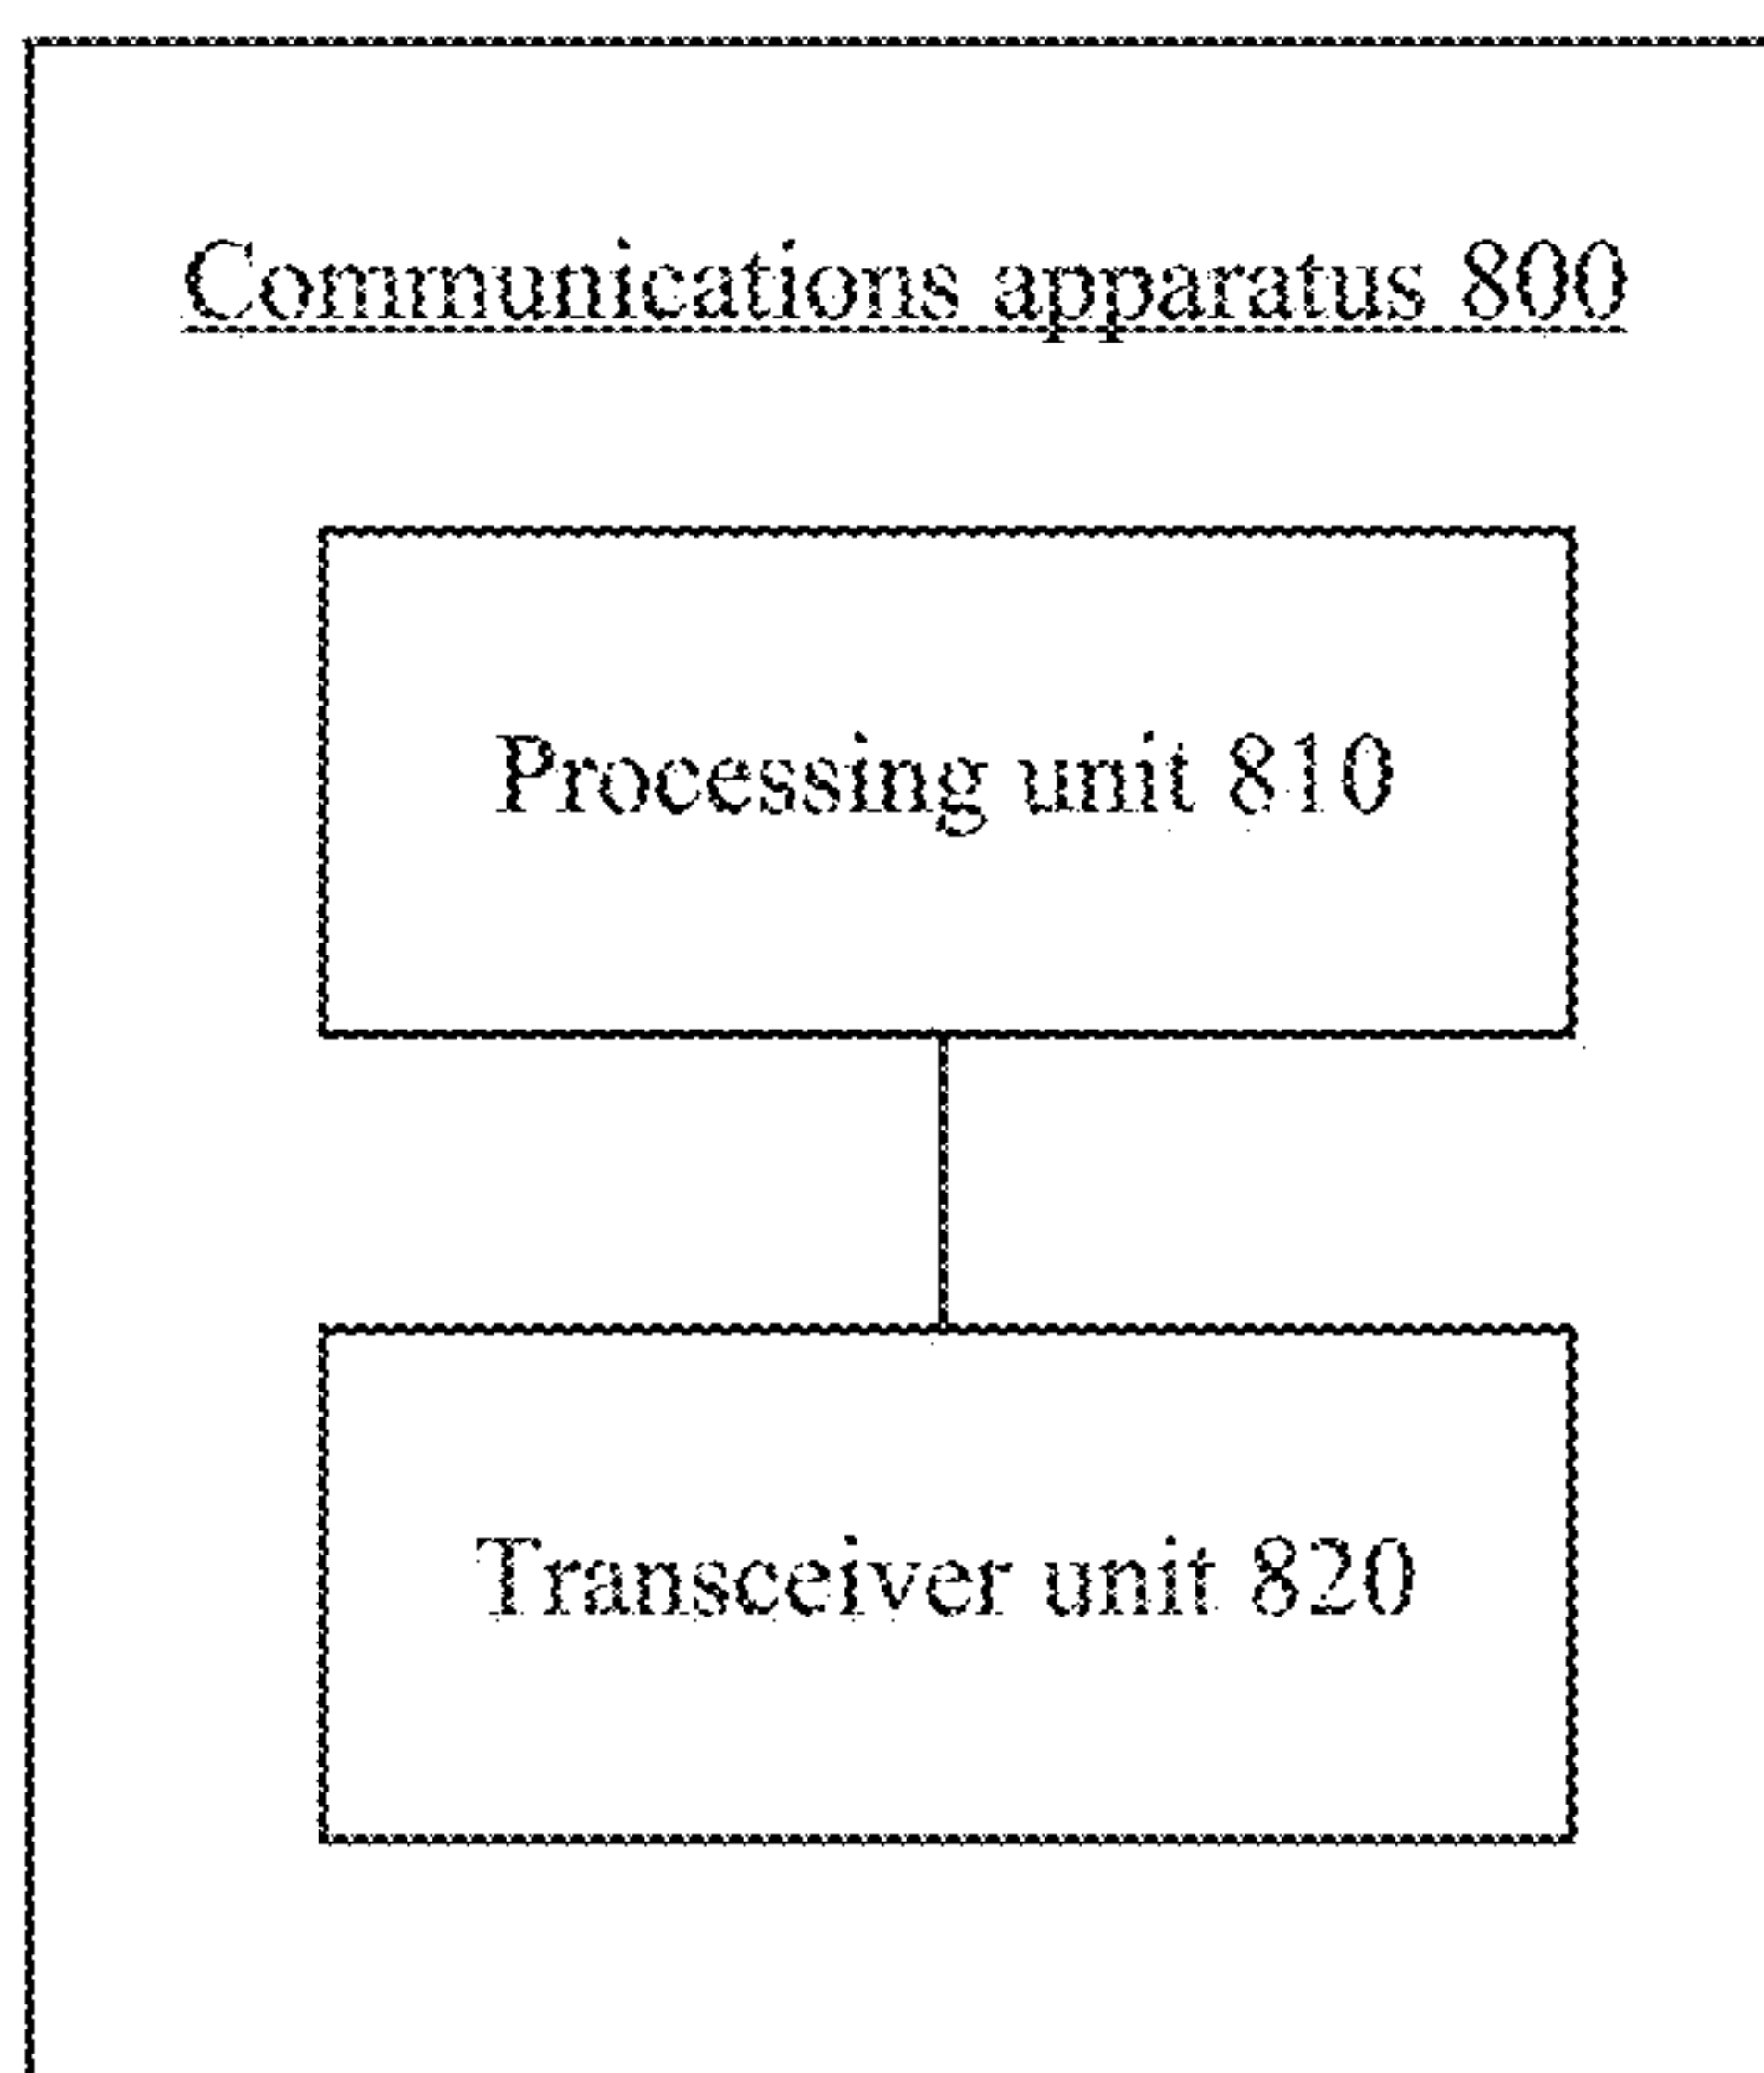 Communications apparatus 800
Processing unit 810
Transceiver unit 820